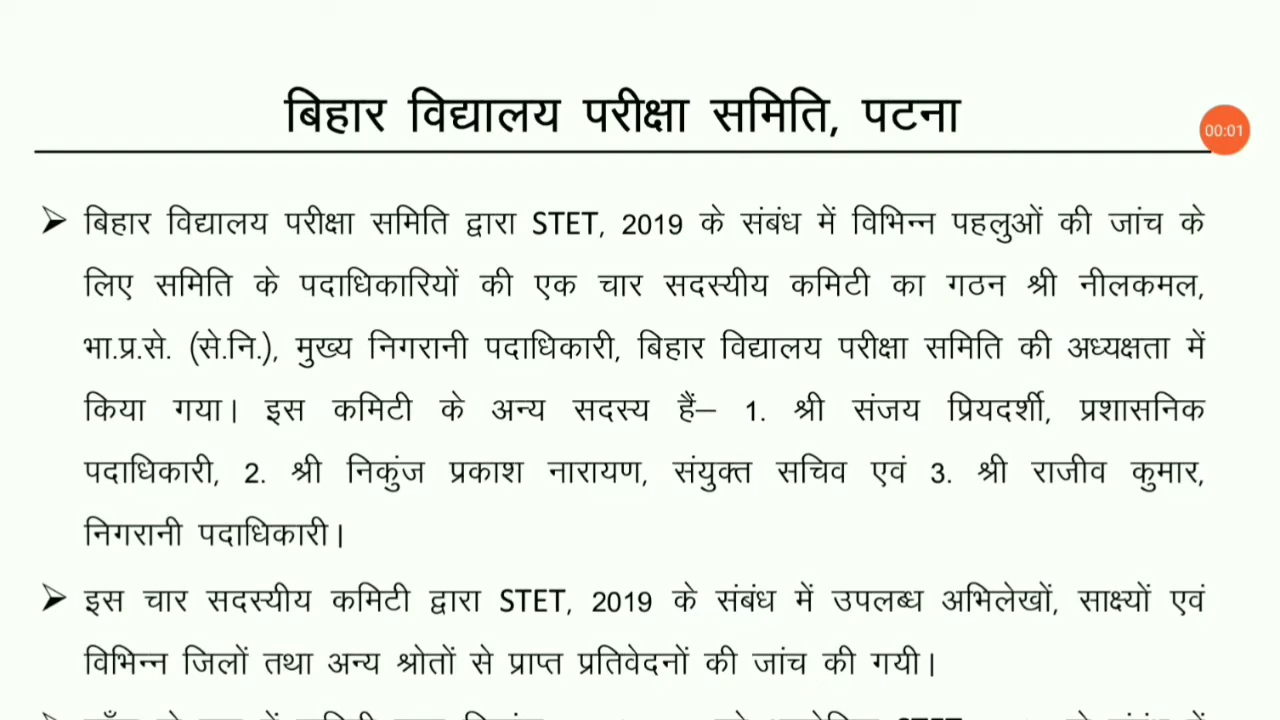 बिहार विद्यालय परीक्षा समिति, पटना
00:01
➢ बिहार विद्यालय परीक्षा समिति द्वारा STET, 2019 के संबंध में विभिन्न पहलुओं की जांच के
लिए समिति के पदाधिकारियों की एक चार सदस्यीय कमिटी का गठन श्री नीलकमल,
भा.प्र.से. (से.नि.), मुख्य निगरानी पदाधिकारी, बिहार विद्यालय परीक्षा समिति की अध्यक्षता में
किया गया। इस कमिटी के अन्य सदस्य हैं– 1. श्री संजय प्रियदर्शी, प्रशासनिक
पदाधिकारी, 2. श्री निकुंज प्रकाश नारायण, संयुक्त सचिव एवं 3. श्री राजीव कुमार,
निगरानी पदाधिकारी।
➢ इस चार सदस्यीय कमिटी द्वारा STET, 2019 के संबंध में उपलब्ध अभिलेखों, साक्ष्यों एवं
विभिन्न जिलों तथा अन्य श्रोतों से प्राप्त प्रतिवेदनों की जांच की गयी।